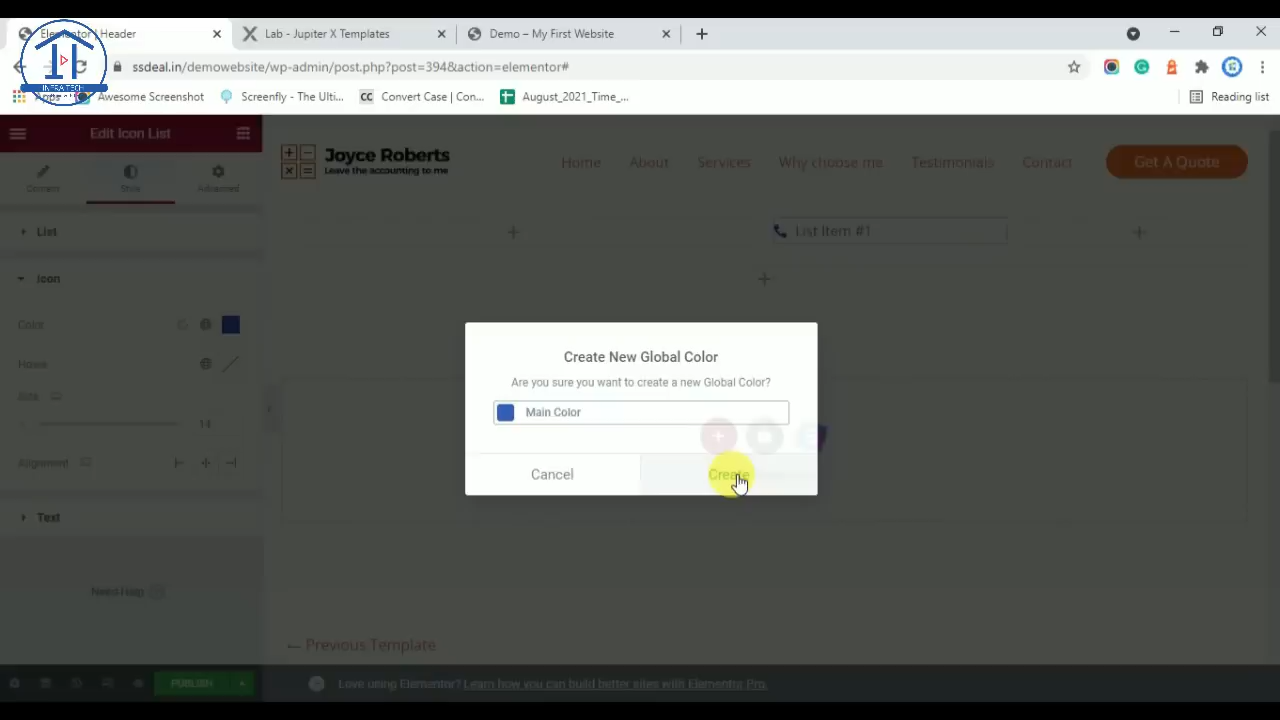 Elementor | Header
Lab - Jupiter X Templates
Demo – My First Website
ssdeal.in/demowebsite/wp-admin/post.php?post=394&action=elementor#
INFRA TECH
Apps
Awesome Screenshot
Screenfly - The Ulti...
CC
Convert Case | Con...
August_2021_Time_...
Reading list
Edit Icon List
Content
Style
Advanced
List
Icon
Color
Hover
Size
14
Alignment
Text
Need Help
PUBLISH
Joyce Roberts
Leave the accounting to me
Home
About
Services
Why choose me
Testimonials
Contact
Get A Quote
List Item #1
Create New Global Color
Are you sure you want to create a new Global Color?
Main Color
Cancel
Create
← Previous Template
Love using Elementor? Learn how you can build better sites with Elementor Pro.